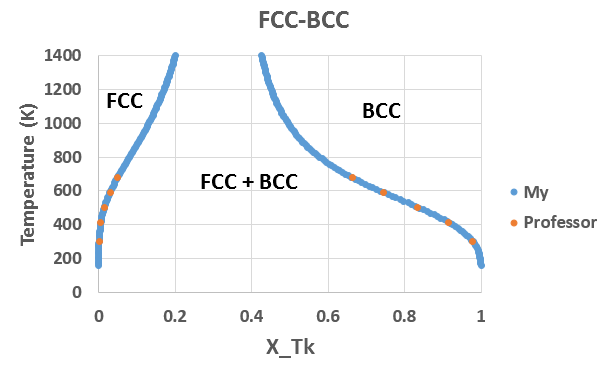 FCC-BCC
Temperature (K)
1400
1200
1000
800
600
400
200
0
FCC
BCC
FCC + BCC
0
0.2
0.4
0.6
0.8
1
X_Tk
My
Professor